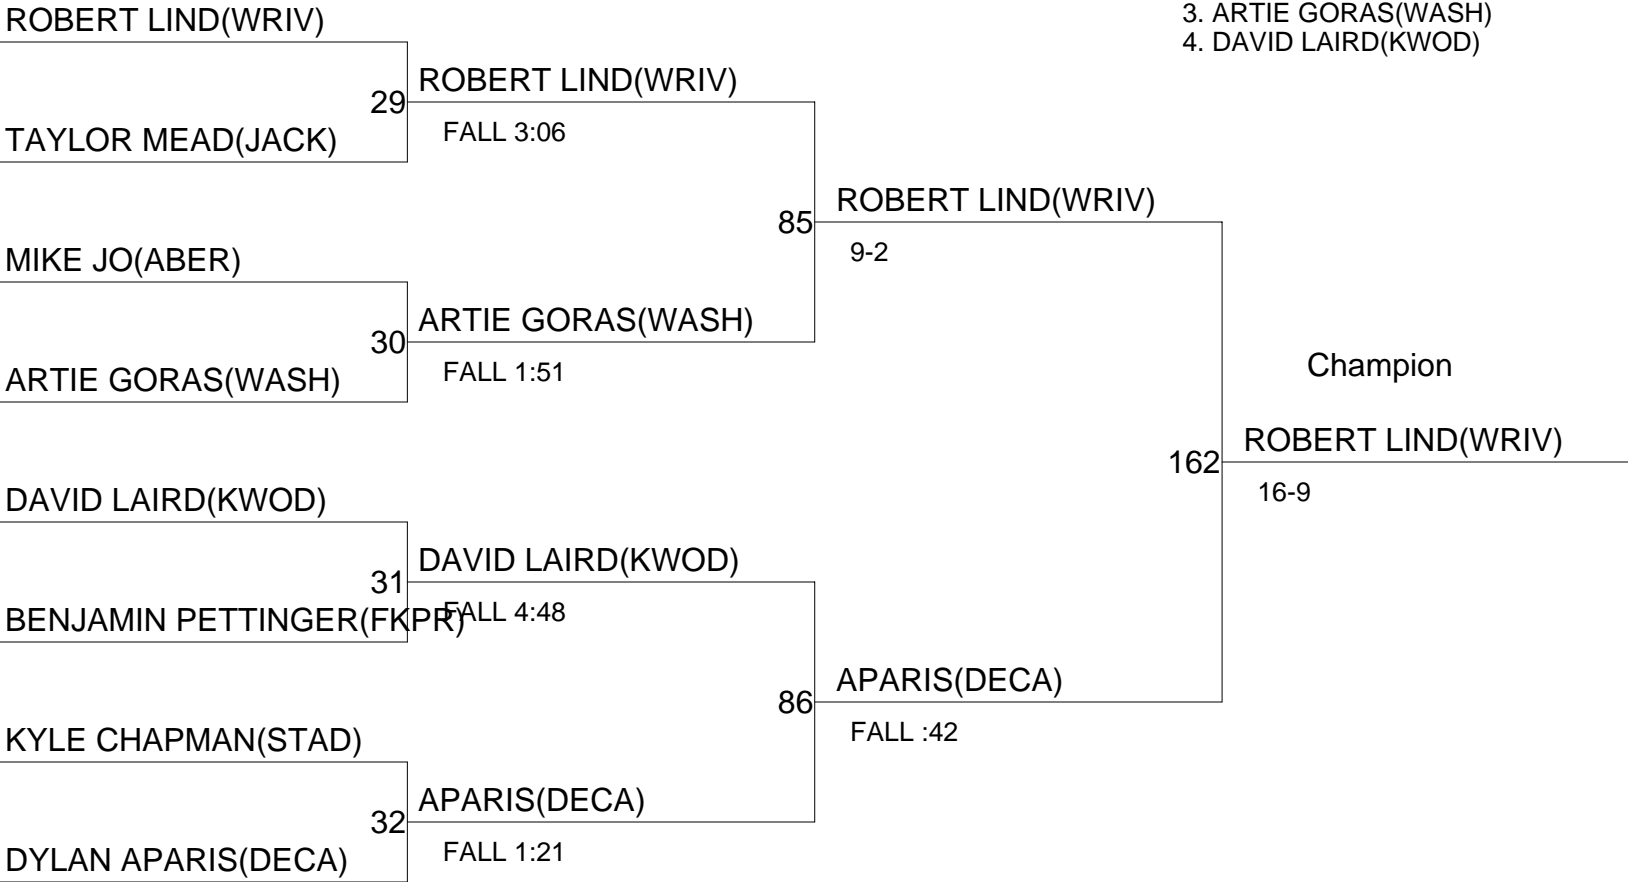 ROBERT LIND(WRIV)
3. ARTIE GORAS(WASH)
4. DAVID LAIRD(KWOD)
29
ROBERT LIND(WRIV)
FALL 3:06
TAYLOR MEAD(JACK)
85
ROBERT LIND(WRIV)
9-2
MIKE JO(ABER)
30
ARTIE GORAS(WASH)
FALL 1:51
ARTIE GORAS(WASH)
Champion
162
ROBERT LIND(WRIV)
16-9
DAVID LAIRD(KWOD)
31
DAVID LAIRD(KWOD)
FALL 4:48
BENJAMIN PETTINGER(FKPR)
86
APARIS(DECA)
FALL :42
KYLE CHAPMAN(STAD)
32
APARIS(DECA)
FALL 1:21
DYLAN APARIS(DECA)